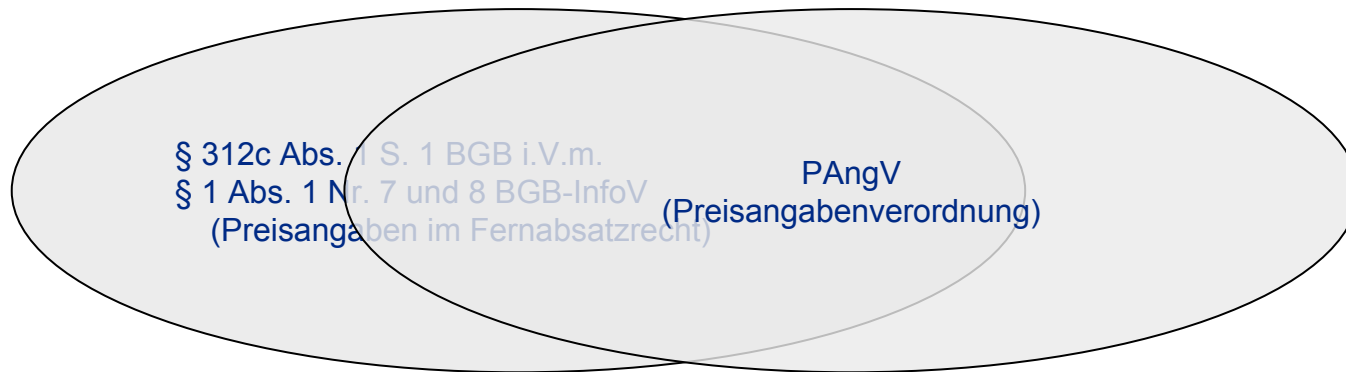 § 312c Abs. 1 S. 1 BGB i.V.m.
§ 1 Abs. 1 Nr. 7 und 8 BGB-InfoV
(Preisangaben im Fernabsatzrecht)
PAngV
(Preisangabenverordnung)